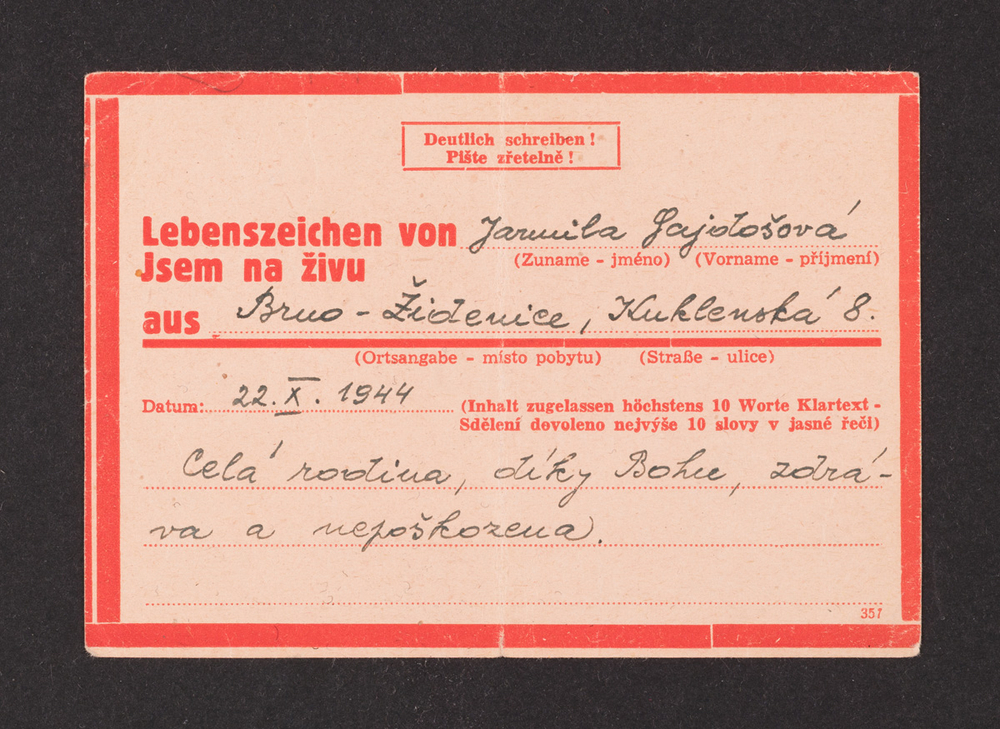 Deutlich schreiben!
Pište zřetelně!
Lebenszeichen von Jarmila Gajdošová
Jsem na živu
(Zuname - jméno) (Vorname - příjmení)
aus Brno - Židenice, Kuklenská 8.
(Ortsangabe - místo pobytu) (Straße - ulice)
Datum: 22. X. 1944
(Inhalt zugelassen höchstens 10 Worte Klartext -
Sdělení dovoleno nejvýše 10 slovy v jasné řeči)
Celá rodina, díky Bohu, zdrá-
va a nepoškozena.
357